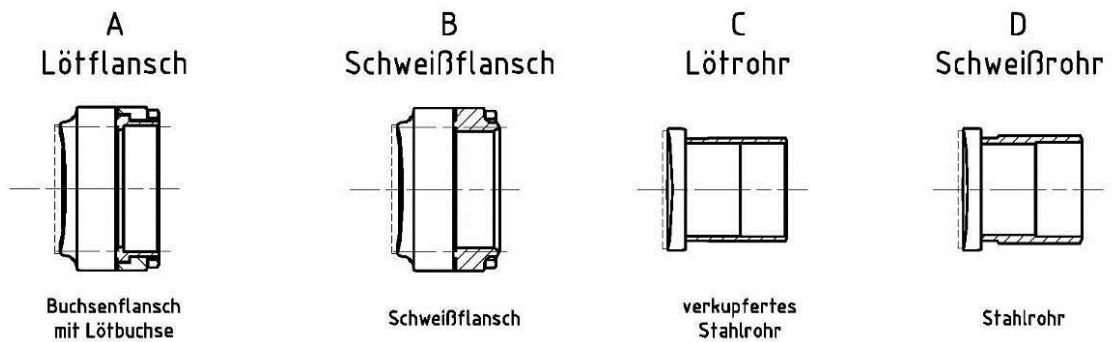 A
Lötflansch
B
Schweißflansch
C
Lötrohr
D
Schweißrohr
Buchsenflansch
mit Lötbuchse
Schweißflansch
verkupfertes
Stahlrohr
Stahlrohr